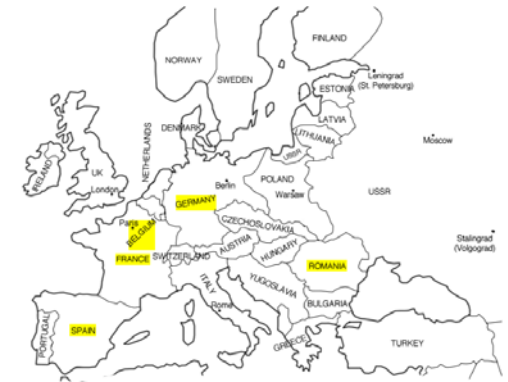 FINLAND
NORWAY
SWEDEN
Leningrad
(St. Petersburg)
ESTONIA
LATVIA
DENMARK
LITHUANIA
Moscow
NETHERLANDS
USSR
IRELAND
UK
London
POLAND
Berlin
Warsaw
USSR
GERMANY
Paris
BELGIUM
CZECHOSLOVAKIA
Stalingrad
(Volgograd)
FRANCE
SWITZERLAND
AUSTRIA
HUNGARY
ROMANIA
ITALY
YUGOSLAVIA
Rome
BULGARIA
PORTUGAL
SPAIN
GREECE
TURKEY